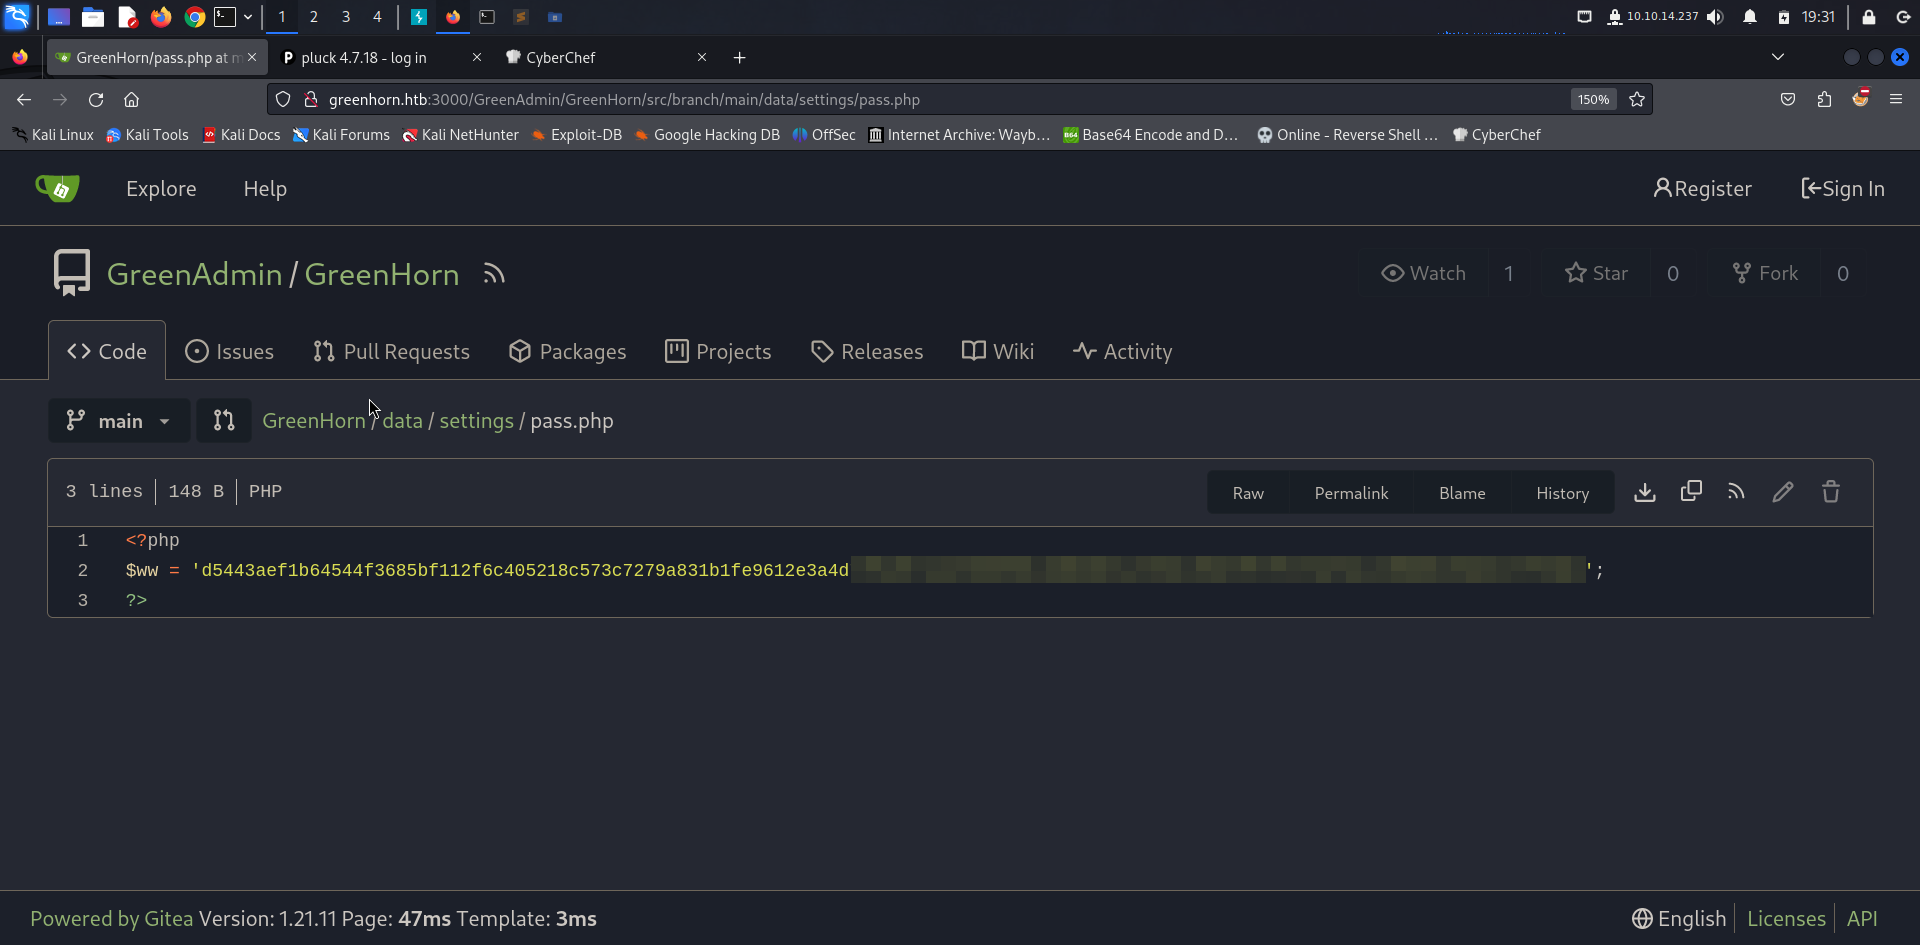 1 2 3 4 10.10.14.237 19:31
GreenHorn/pass.php at m pluck 4.7.18 - log in CyberChef
greenhorn.htb:3000/GreenAdmin/GreenHorn/src/branch/main/data/settings/pass.php 150%
Kali Linux Kali Tools Kali Docs Kali Forums Kali NetHunter Exploit-DB Google Hacking DB OffSec Internet Archive: Wayb… Base64 Encode and D… Online - Reverse Shell … CyberChef
Explore Help Register Sign In
GreenAdmin / GreenHorn Watch 1 Star 0 Fork 0
Code Issues Pull Requests Packages Projects Releases Wiki Activity
main GreenHorn / data / settings / pass.php
3 lines 148 B PHP Raw Permalink Blame History
1 <?php
2 $ww = 'd5443aef1b64544f3685bf112f6c405218c573c7279a831b1fe9612e3a4d ';
3 ?>
Powered by Gitea Version: 1.21.11 Page: 47ms Template: 3ms English Licenses API